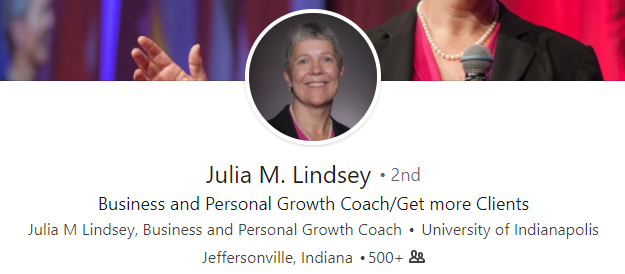 Julia M. Lindsey • 2nd
Business and Personal Growth Coach/Get more Clients
Julia M Lindsey, Business and Personal Growth Coach • University of Indianapolis
Jeffersonville, Indiana • 500+